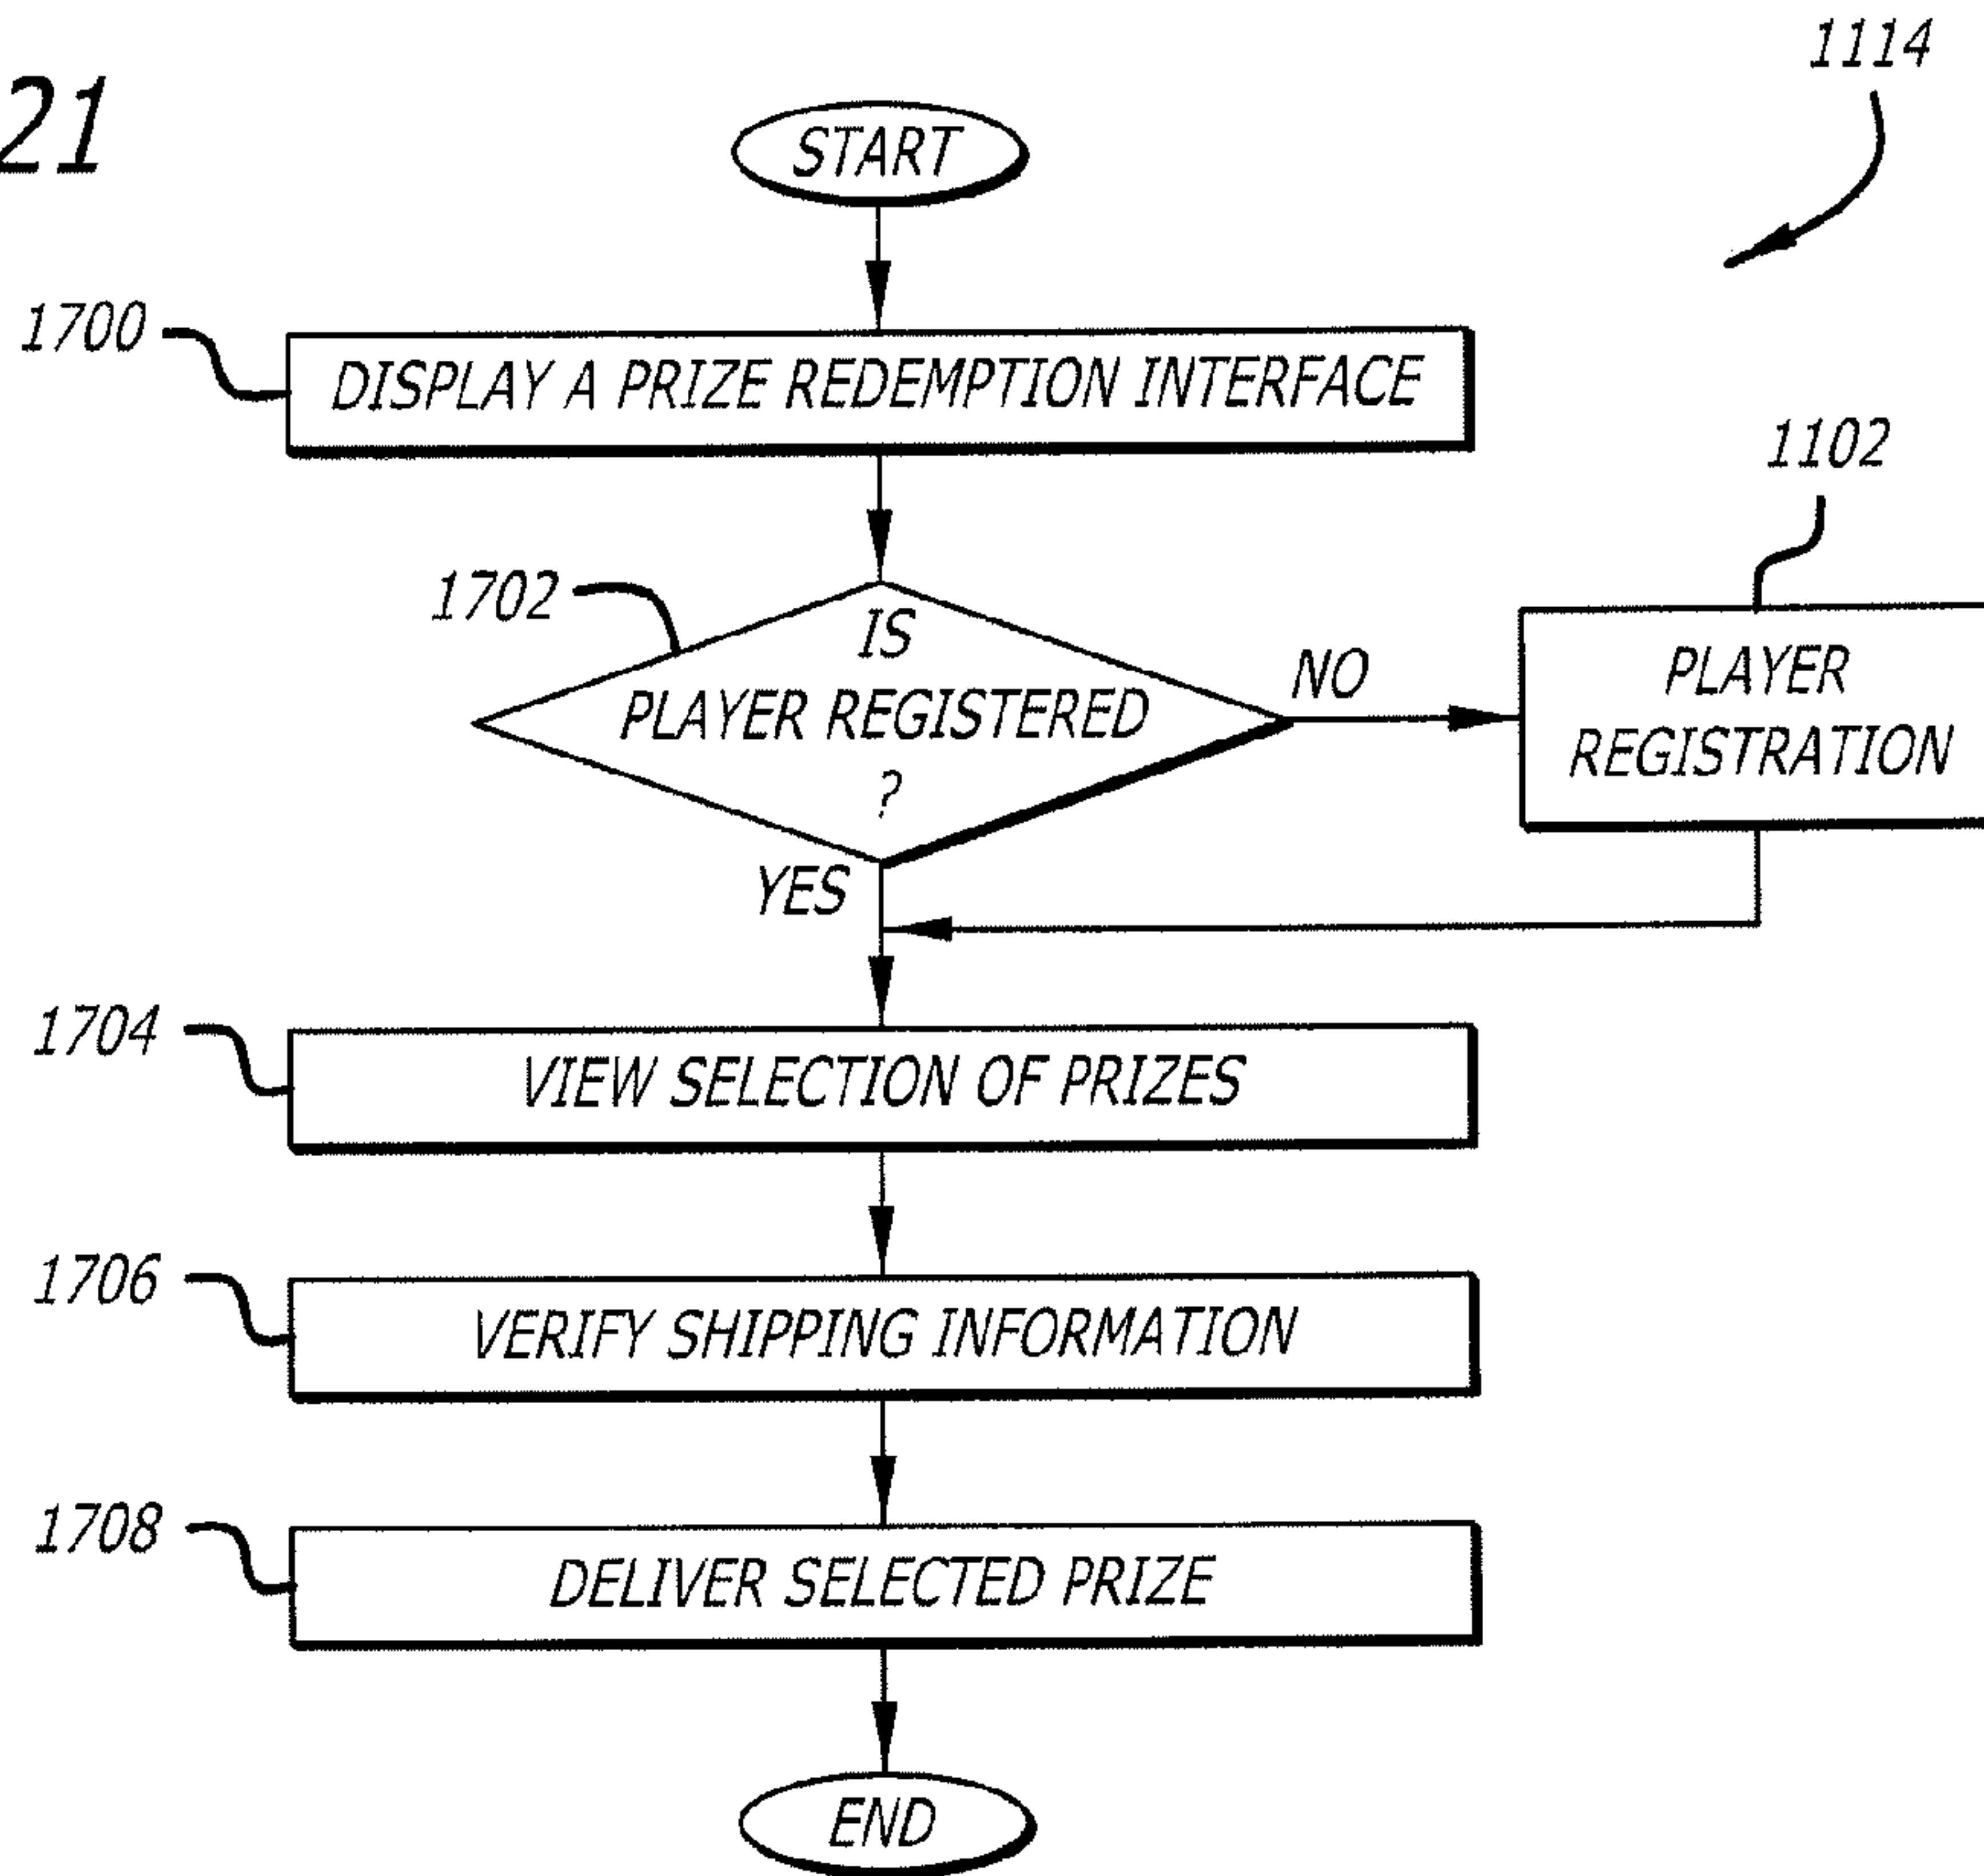 21
1114
START
1700
DISPLAY A PRIZE REDEMPTION INTERFACE
1102
1702
IS
PLAYER REGISTERED
?
NO
PLAYER
REGISTRATION
YES
1704
VIEW SELECTION OF PRIZES
1706
VERIFY SHIPPING INFORMATION
1708
DELIVER SELECTED PRIZE
END